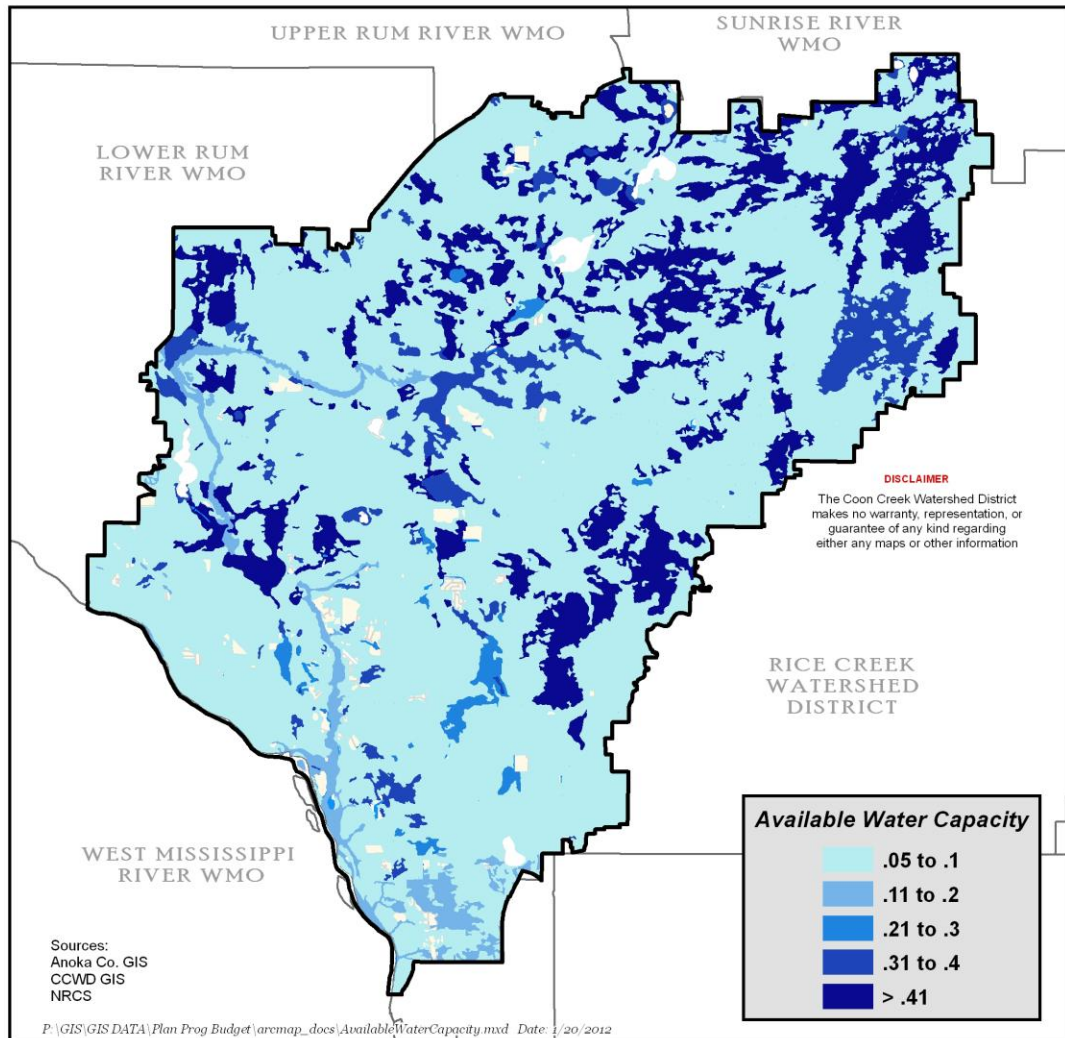 UPPER RUM RIVER WMO
SUNRISE RIVER
WMO
LOWER RUM
RIVER WMO
DISCLAIMER
The Coon Creek Watershed District
makes no warranty, representation, or
guarantee of any kind regarding
either any maps or other information
RICE CREEK
WATERSHED
DISTRICT
WEST MISSISSIPPI
RIVER WMO
Available Water Capacity
.05 to .1
.11 to .2
.21 to .3
.31 to .4
> .41
Sources:
Anoka Co. GIS
CCWD GIS
NRCS
P:\GIS\GIS DATA\Plan Prog Budget\arcmap_docs\AvailableWaterCapacity.mxd Date: 1/20/2012